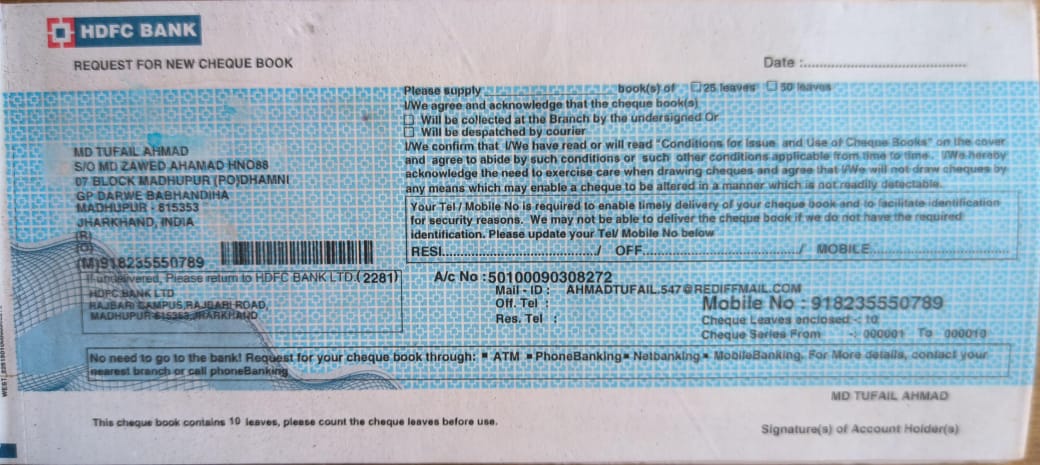 HDFC BANK
REQUEST FOR NEW CHEQUE BOOK
Date :
Please supply book(s) of 25 leaves 50 leaves
I/We agree and acknowledge that the cheque book(s)
Will be collected at the Branch by the undersigned Or
Will be despatched by courier
I/We confirm that I/We have read or will read "Conditions for Issue and Use of Cheque Books" on the cover
and agree to abide by such conditions or such other conditions applicable from time to time. I/We hereby
acknowledge the need to exercise care when drawing cheques and agree that I/We will not draw cheques by
any means which may enable a cheque to be altered in a manner which is not readily detectable.
MD TUFAIL AHMAD
S/O MD ZAWED AHAMAD HNO88
07 BLOCK MADHUPUR (PO)DHAMNI
GP DARWE BABHANDIHA
MADHUPUR - 815353
JHARKHAND, INDIA
(R)
(O)
(M)918235550789
Your Tel / Mobile No is required to enable timely delivery of your cheque book and to facilitate identification
for security reasons. We may not be able to deliver the cheque book if we do not have the required
identification. Please update your Tel/ Mobile No below
RESI. / OFF. / MOBILE
If undelivered, Please return to HDFC BANK LTD.(2281)
HDFC BANK LTD
RAJBARI CAMPUS,RAJBARI ROAD,
MADHUPUR-815353,JHARKHAND
A/c No : 50100090308272
Mail - ID : AHMADTUFAIL.547@REDIFFMAIL.COM
Off. Tel :
Res. Tel :
Mobile No : 918235550789
Cheque Leaves enclosed -: 10
Cheque Series From -: 000001 To 000010
No need to go to the bank! Request for your cheque book through: ▪ ATM ▪ PhoneBanking ▪ Netbanking ▪ MobileBanking. For More details, contact your
nearest branch or call phoneBanking
MD TUFAIL AHMAD
This cheque book contains 10 leaves, please count the cheque leaves before use.
Signature(s) of Account Holder(s)